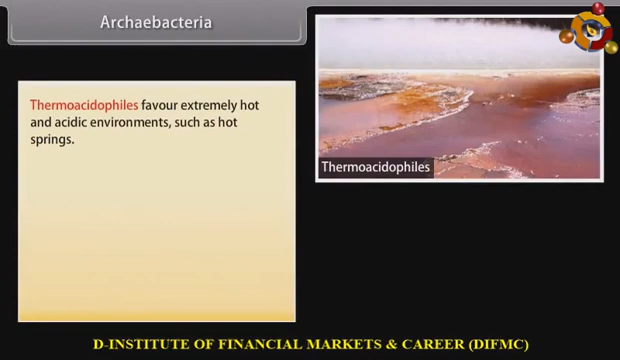 Archaebacteria
Thermoacidophiles favour extremely hot
and acidic environments, such as hot
springs.
Thermoacidophiles
D-INSTITUTE OF FINANCIAL MARKETS & CAREER (DIFMC)